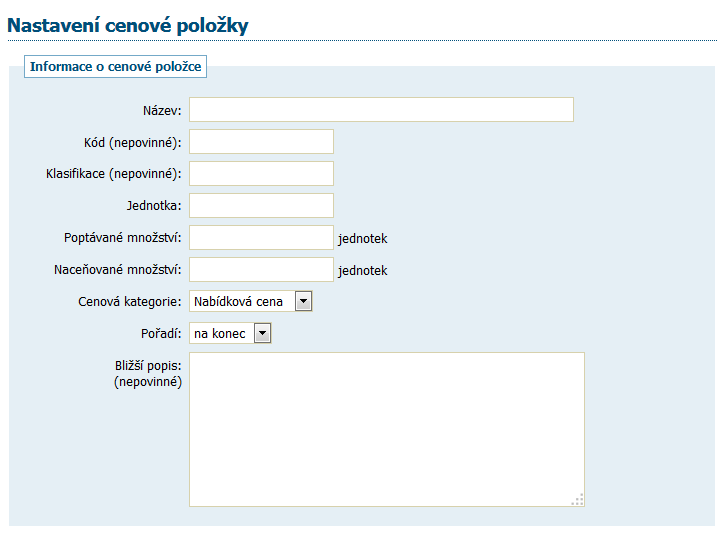 Nastavení cenové položky
Informace o cenové položce
Název:
Kód (nepovinné):
Klasifikace (nepovinné):
Jednotka:
Poptávané množství: jednotek
Naceňované množství: jednotek
Cenová kategorie: Nabídková cena
Pořadí: na konec
Bližší popis:
(nepovinné)